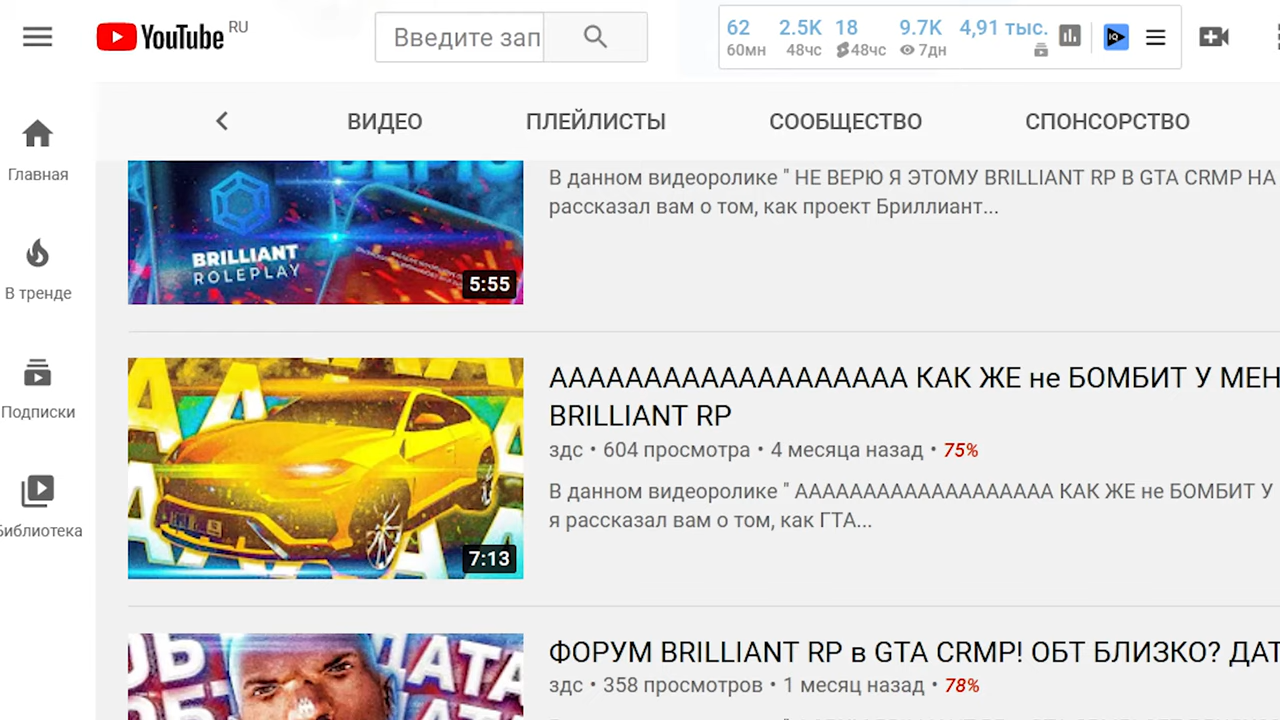 YouTube RU
Введите зап
62 2.5K 18 9.7K 4,91 тыс.
60мн 48чс 48чс 7дн
IQ
ВИДЕО ПЛЕЙЛИСТЫ СООБЩЕСТВО СПОНСОРСТВО
Главная
В тренде
Подписки
Библиотека
BRILLIANT
ROLEPLAY
5:55
В данном видеоролике " НЕ ВЕРЮ Я ЭТОМУ BRILLIANT RP В GTA CRMP НА
рассказал вам о том, как проект Бриллиант...
7:13
ААААААААААААААААААА КАК ЖЕ не БОМБИТ У МЕН
BRILLIANT RP
здс • 604 просмотра • 4 месяца назад • 75%
В данном видеоролике " ААААААААААААААААААА КАК ЖЕ не БОМБИТ У
я рассказал вам о том, как ГТА...
ДАТА
ФОРУМ BRILLIANT RP в GTA CRMP! ОБТ БЛИЗКО? ДАТ
здс • 358 просмотров • 1 месяц назад • 78%